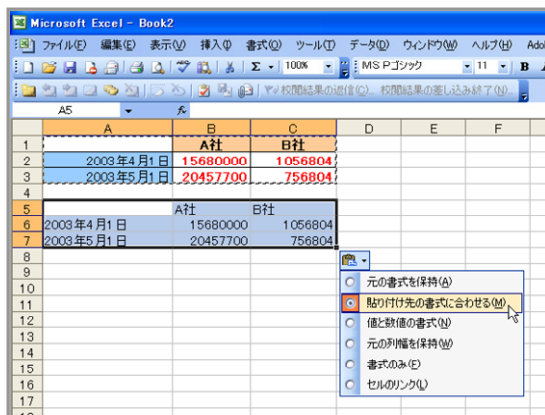 Microsoft Excel - Book2
ファイル(F) 編集(E) 表示(V) 挿入(I) 書式(O) ツール(T) データ(D) ウィンドウ(W) ヘルプ(H) Adol
Σ 100% MS Pゴシック 11 B
校閲結果の返信(C)... 校閲結果の差し込み終了(N)...
A5 fx
A B C D E F
1 A社 B社
2 2003年4月1日 15680000 1056804
3 2003年5月1日 20457700 756804
4
5 A社 B社
6 2003年4月1日 15680000 1056804
7 2003年5月1日 20457700 756804
8
9
10 元の書式を保持(A)
11 貼り付け先の書式に合わせる(M)
12 値と数値の書式(N)
13 元の列幅を保持(W)
14
15 書式のみ(F)
16 セルのリンク(L)
17